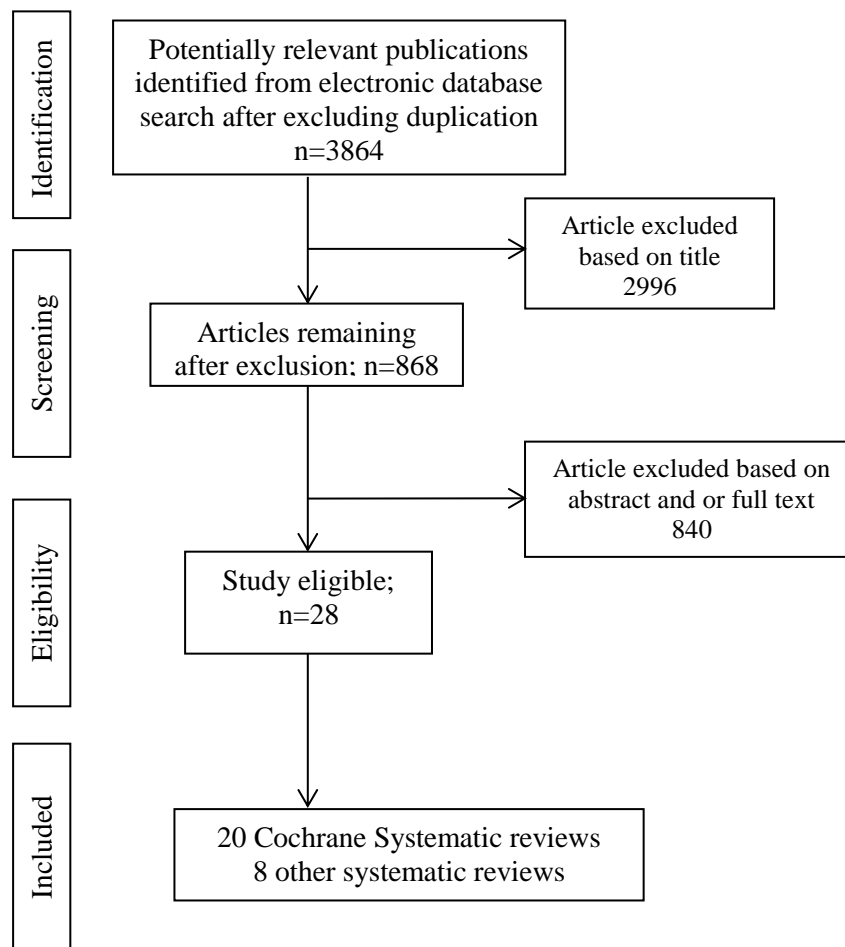 Identification
Potentially relevant publications
identified from electronic database
search after excluding duplication
n=3864
Article excluded
based on title
2996
Screening
Articles remaining
after exclusion; n=868
Article excluded based on
abstract and or full text
840
Eligibility
Study eligible;
n=28
Included
20 Cochrane Systematic reviews
8 other systematic reviews